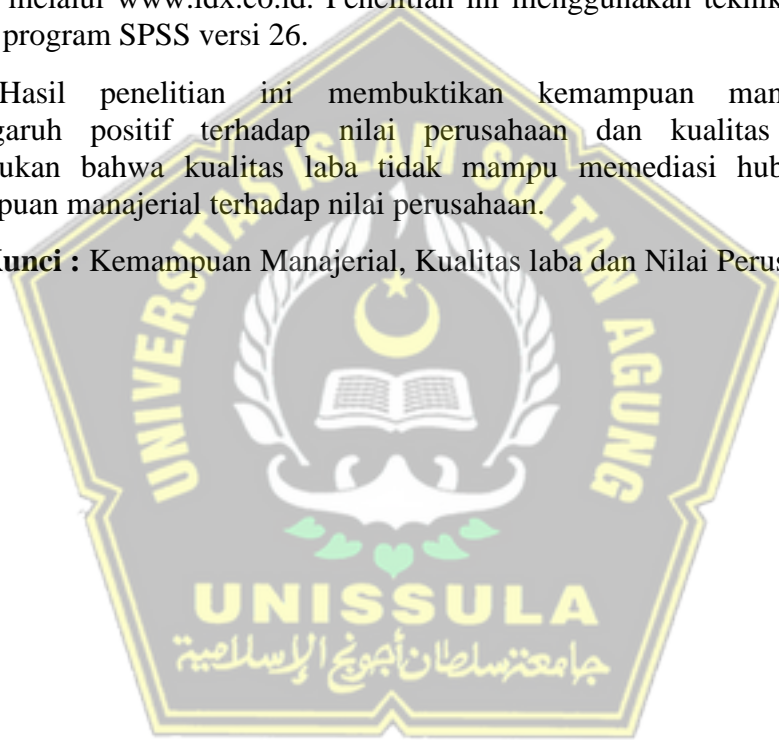 melalui www.idx.co.id. Penelitian ini menggunakan teknik
program SPSS versi 26.
Hasil penelitian ini membuktikan kemampuan man
garuh positif terhadap nilai perusahaan dan kualitas
ukan bahwa kualitas laba tidak mampu memediasi hub
puan manajerial terhadap nilai perusahaan.
Kunci : Kemampuan Manajerial, Kualitas laba dan Nilai Perus
UNIVERSITAS ISLAM SULTAN AGUNG
UNISSULA
جامعتنسلطان أجونج الإسلامية